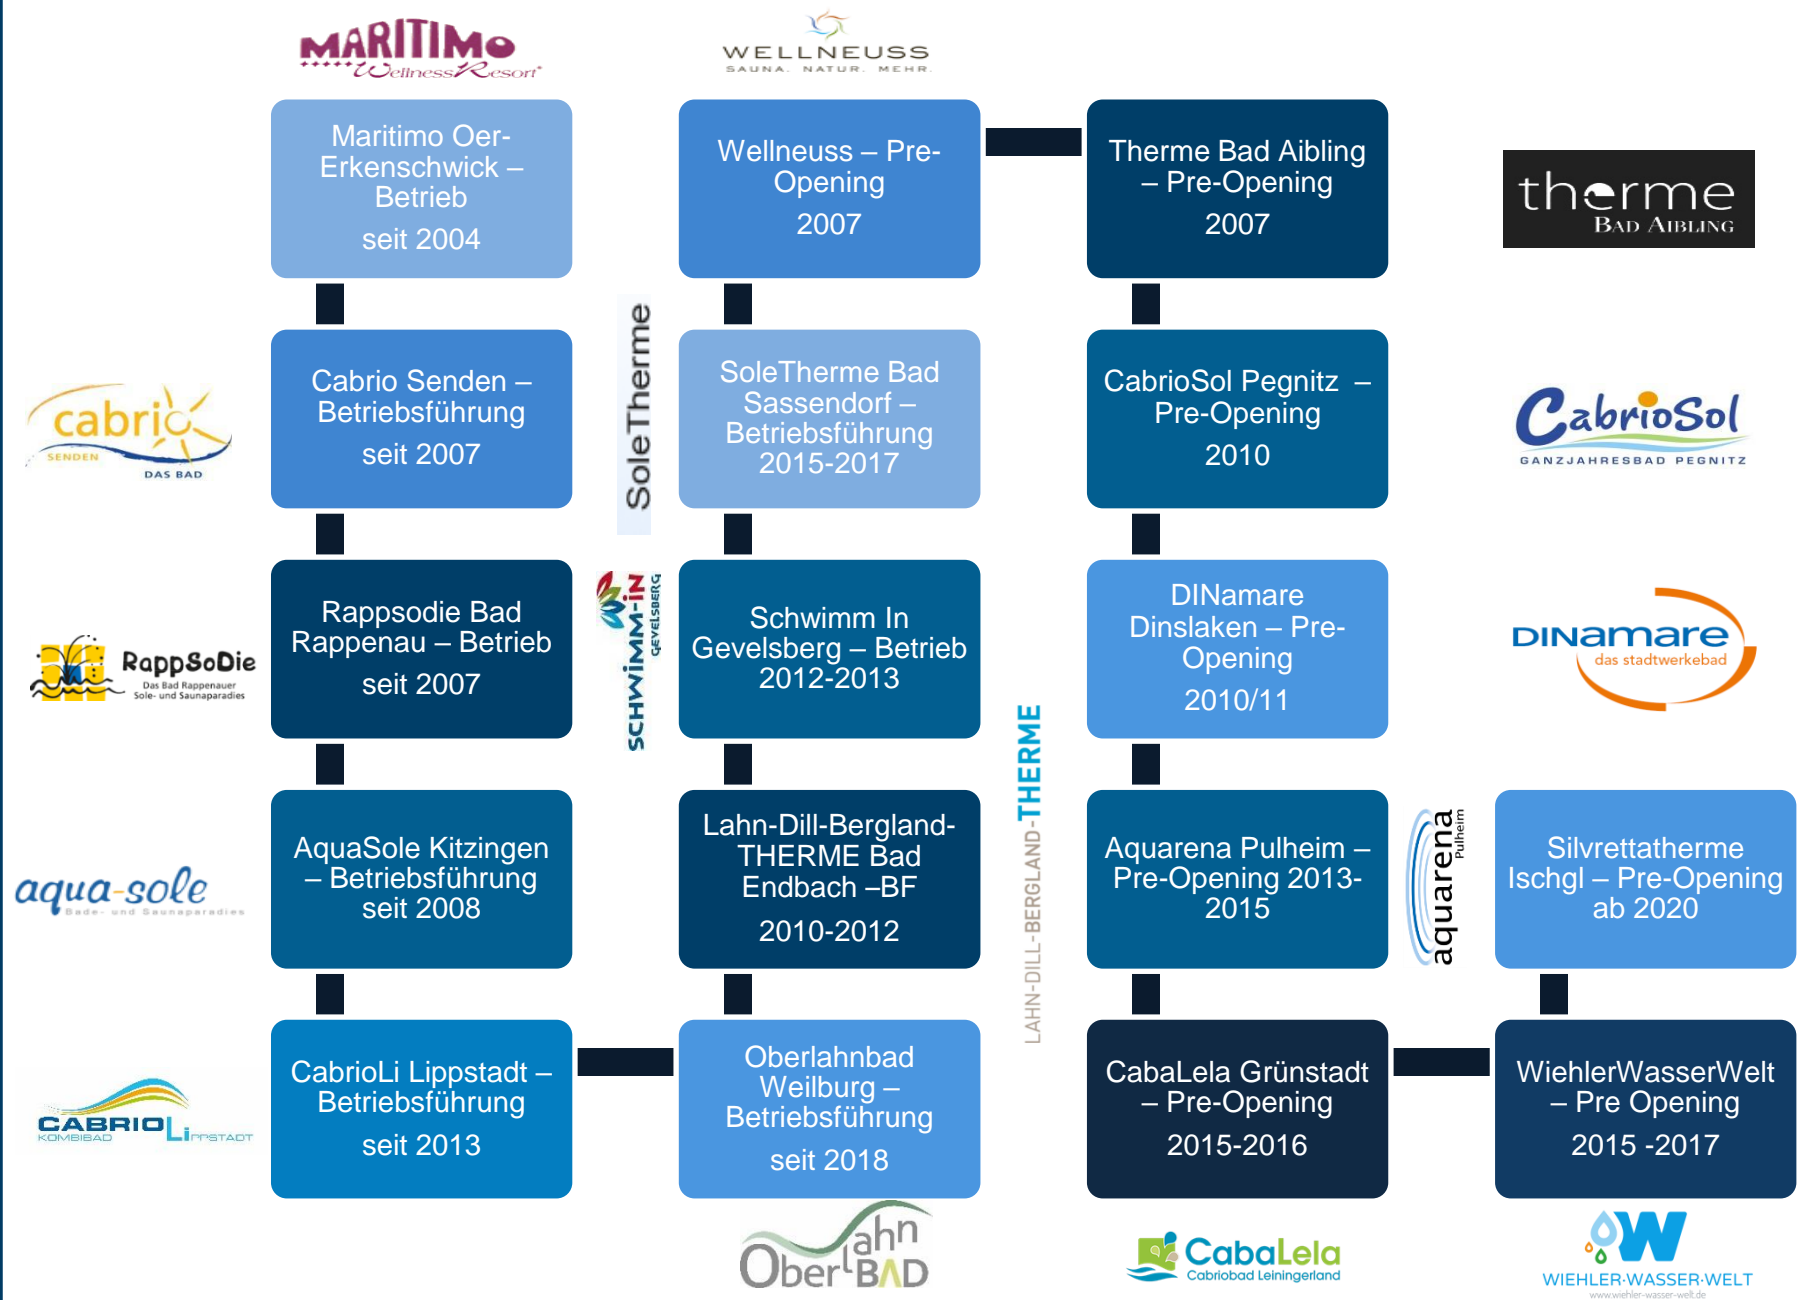 MARITIMO
Wellness Resort
WELLNEUSS
SAUNA. NATUR. MEHR.
Maritimo Oer-
Erkenschwick –
Betrieb
seit 2004
Wellneuss – Pre-
Opening
2007
Therme Bad Aibling
– Pre-Opening
2007
therme
BAD AIBLING
cabrio
SENDEN
DAS BAD
Cabrio Senden –
Betriebsführung
seit 2007
SoleTherme
SoleTherme Bad
Sassendorf –
Betriebsführung
2015-2017
CabrioSol Pegnitz –
Pre-Opening
2010
CabrioSol
GANZJAHRESBAD PEGNITZ
RappSoDie
Das Bad Rappenauer
Sole- und Saunaparadies
Rappsodie Bad
Rappenau – Betrieb
seit 2007
SCHWIMM-IN
GEVELSBERG
Schwimm In
Gevelsberg – Betrieb
2012-2013
DINamare
Dinslaken – Pre-
Opening
2010/11
DINamare
das stadtwerkebad
aqua-sole
Bade- und Saunaparadies
AquaSole Kitzingen
– Betriebsführung
seit 2008
Lahn-Dill-Bergland-
THERME Bad
Endbach –BF
2010-2012
LAHN-DILL-BERGLAND-THERME
Aquarena Pulheim –
Pre-Opening 2013-
2015
aquarena
Pulheim
Silvrettatherme
Ischgl – Pre-Opening
ab 2020
CABRIOLi
KOMBIBAD LIPPSTADT
CabrioLi Lippstadt –
Betriebsführung
seit 2013
Oberlahnbad
Weilburg –
Betriebsführung
seit 2018
CabaLela Grünstadt
– Pre-Opening
2015-2016
WiehlerWasserWelt
– Pre Opening
2015 -2017
OberLahn
BAD
CabaLela
Cabriobad Leiningerland
W
WIEHLER·WASSER·WELT
www.wiehler-wasser-welt.de